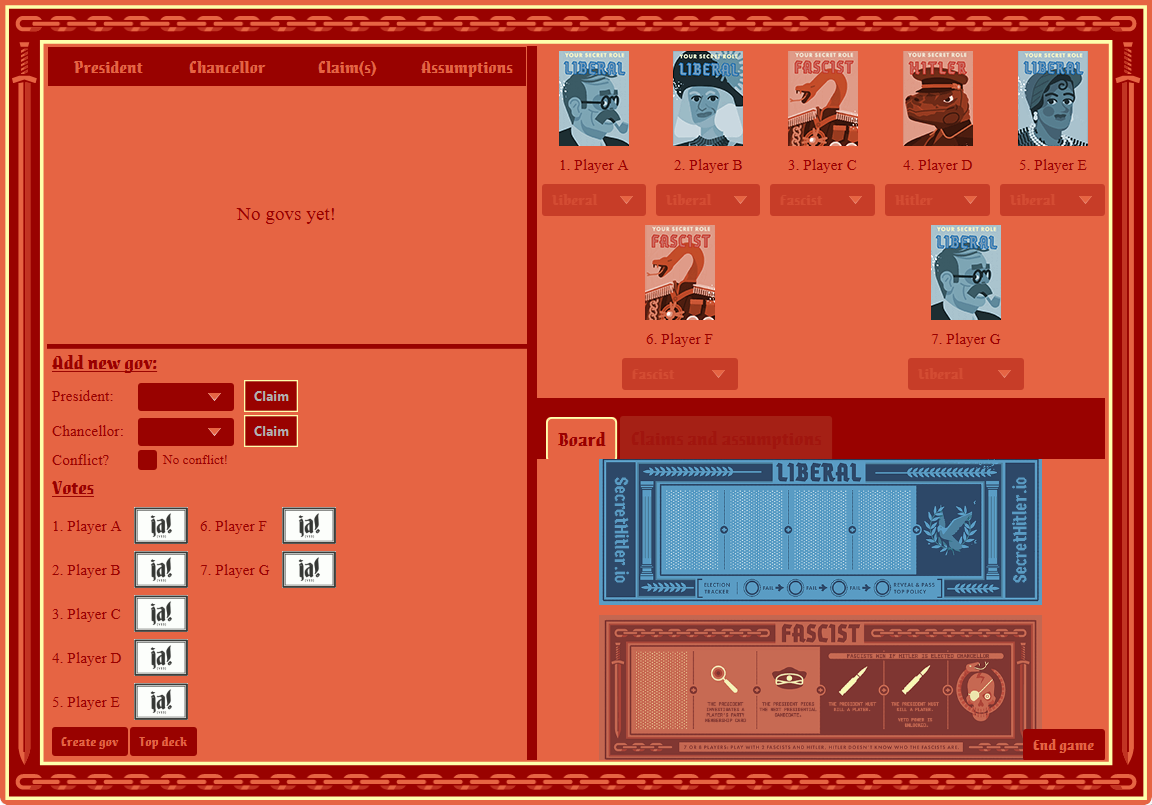 President Chancellor Claim(s) Assumptions
No govs yet!
Add new gov:
President: Claim
Chancellor: Claim
Conflict? No conflict!
Votes
1. Player A ja! 6. Player F ja!
2. Player B ja! 7. Player G ja!
3. Player C ja!
4. Player D ja!
5. Player E ja!
Create gov Top deck
YOUR SECRET ROLE YOUR SECRET ROLE YOUR SECRET ROLE YOUR SECRET ROLE YOUR SECRET ROLE
LIBERAL LIBERAL FASCIST HITLER LIBERAL
1. Player A 2. Player B 3. Player C 4. Player D 5. Player E
Liberal Liberal Fascist Hitler Liberal
YOUR SECRET ROLE YOUR SECRET ROLE
FASCIST LIBERAL
6. Player F 7. Player G
Fascist Liberal
Board Claims and assumptions
LIBERAL
SecretHitler.io SecretHitler.io
ELECTION
TRACKER
FAIL FAIL FAIL
REVEAL & PASS
TOP POLICY
FASCIST
FASCISTS WIN IF HITLER IS ELECTED CHANCELLOR
THE PRESIDENT
INVESTIGATES A
PLAYER'S PARTY
MEMBERSHIP CARD
THE PRESIDENT PICKS
THE NEXT PRESIDENTIAL
CANDIDATE.
THE PRESIDENT MUST
KILL A PLAYER.
THE PRESIDENT MUST
KILL A PLAYER.
VETO POWER IS
UNLOCKED.
7 OR 8 PLAYERS: PLAY WITH 2 FASCISTS AND HITLER. HITLER DOESN'T KNOW WHO THE FASCISTS ARE.
End game